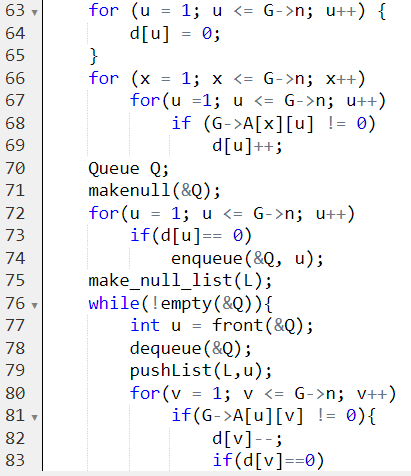 63 for (u = 1; u <= G->n; u++) {
64 d[u] = 0;
65 }
66 for (x = 1; x <= G->n; x++)
67 for(u =1; u <= G->n; u++)
68 if (G->A[x][u] != 0)
69 d[u]++;
70 Queue Q;
71 makenull(&Q);
72 for(u = 1; u <= G->n; u++)
73 if(d[u]== 0)
74 enqueue(&Q, u);
75 make_null_list(L);
76 while(!empty(&Q)){
77 int u = front(&Q);
78 dequeue(&Q);
79 pushList(L,u);
80 for(v = 1; v <= G->n; v++)
81 if(G->A[u][v] != 0){
82 d[v]--;
83 if(d[v]==0)